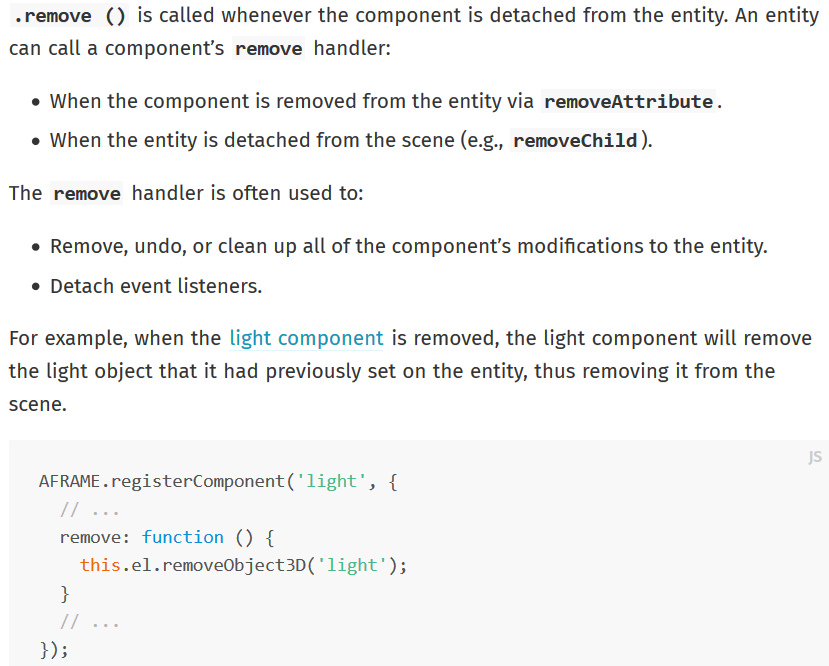 .remove () is called whenever the component is detached from the entity. An entity
can call a component’s remove handler:
• When the component is removed from the entity via removeAttribute.
• When the entity is detached from the scene (e.g., removeChild).
The remove handler is often used to:
• Remove, undo, or clean up all of the component’s modifications to the entity.
• Detach event listeners.
For example, when the light component is removed, the light component will remove
the light object that it had previously set on the entity, thus removing it from the
scene.
JS
AFRAME.registerComponent('light', {
  // ...
  remove: function () {
    this.el.removeObject3D('light');
  }
  // ...
});